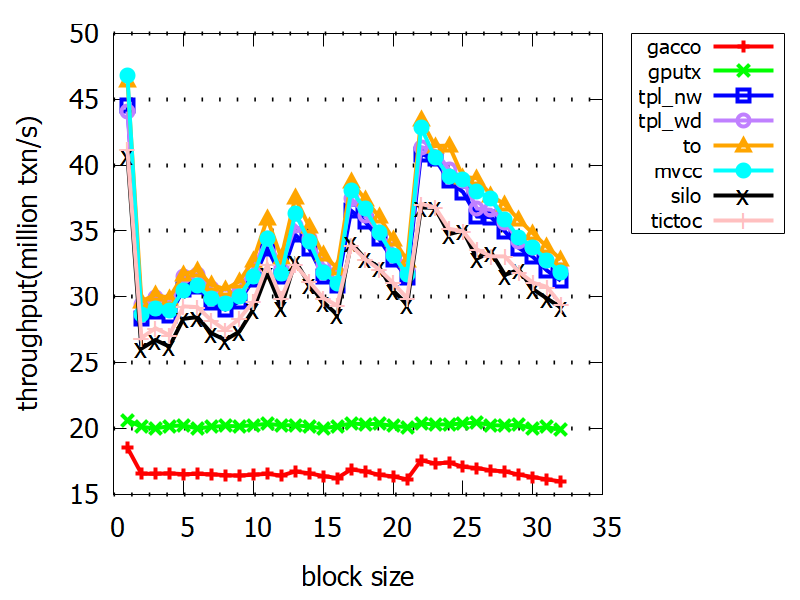 throughput(million txn/s)
50
45
40
35
30
25
20
15
0 5 10 15 20 25 30 35
block size
gacco
gputx
tpl_nw
tpl_wd
to
mvcc
silo
tictoc